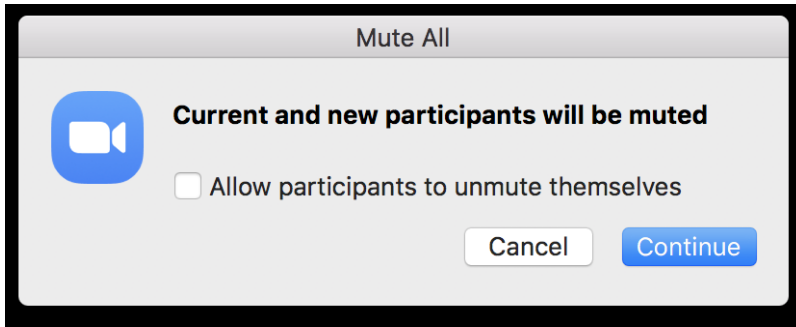 Mute All
Current and new participants will be muted
Allow participants to unmute themselves
Cancel Continue